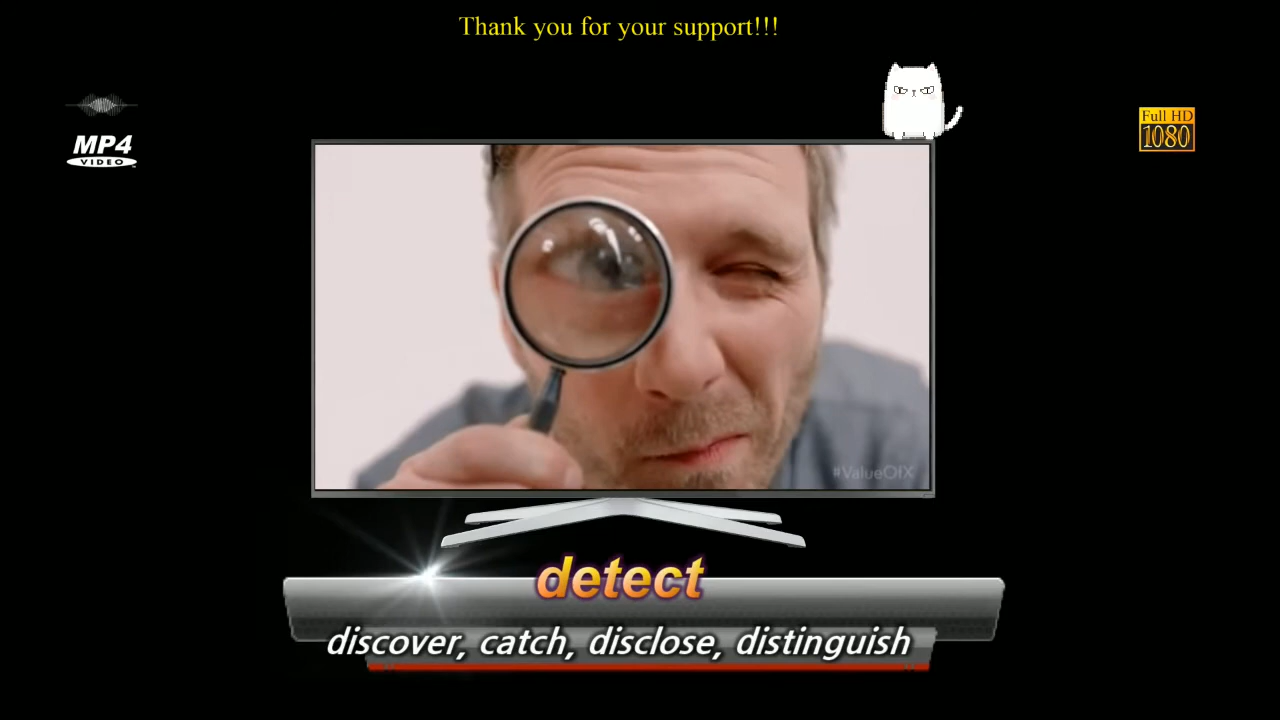 Thank you for your support!!!
MP4
VIDEO
Full HD
1080
#ValueOfX
detect
discover, catch, disclose, distinguish